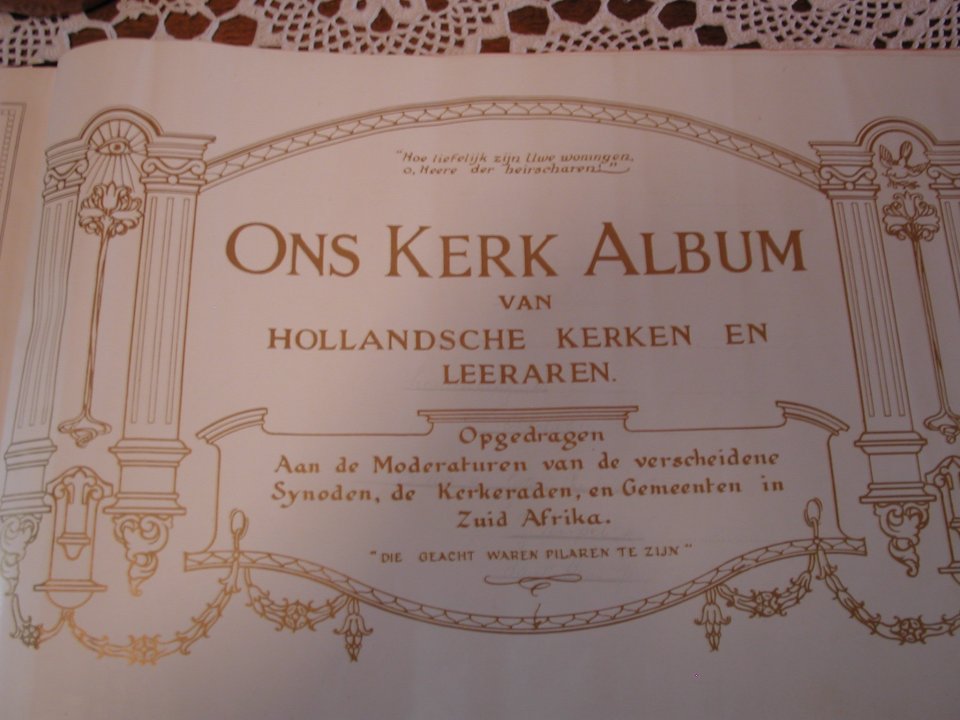 "Hoe liefelijk zijn Uwe woningen,
o, Heere der heirscharen!"
ONS KERK ALBUM
VAN
HOLLANDSCHE KERKEN EN
LEERAREN.
Opgedragen
Aan de Moderaturen van de verscheidene
Synoden, de Kerkeraden, en Gemeenten in
Zuid Afrika.
"DIE GEACHT WAREN PILAREN TE ZIJN"